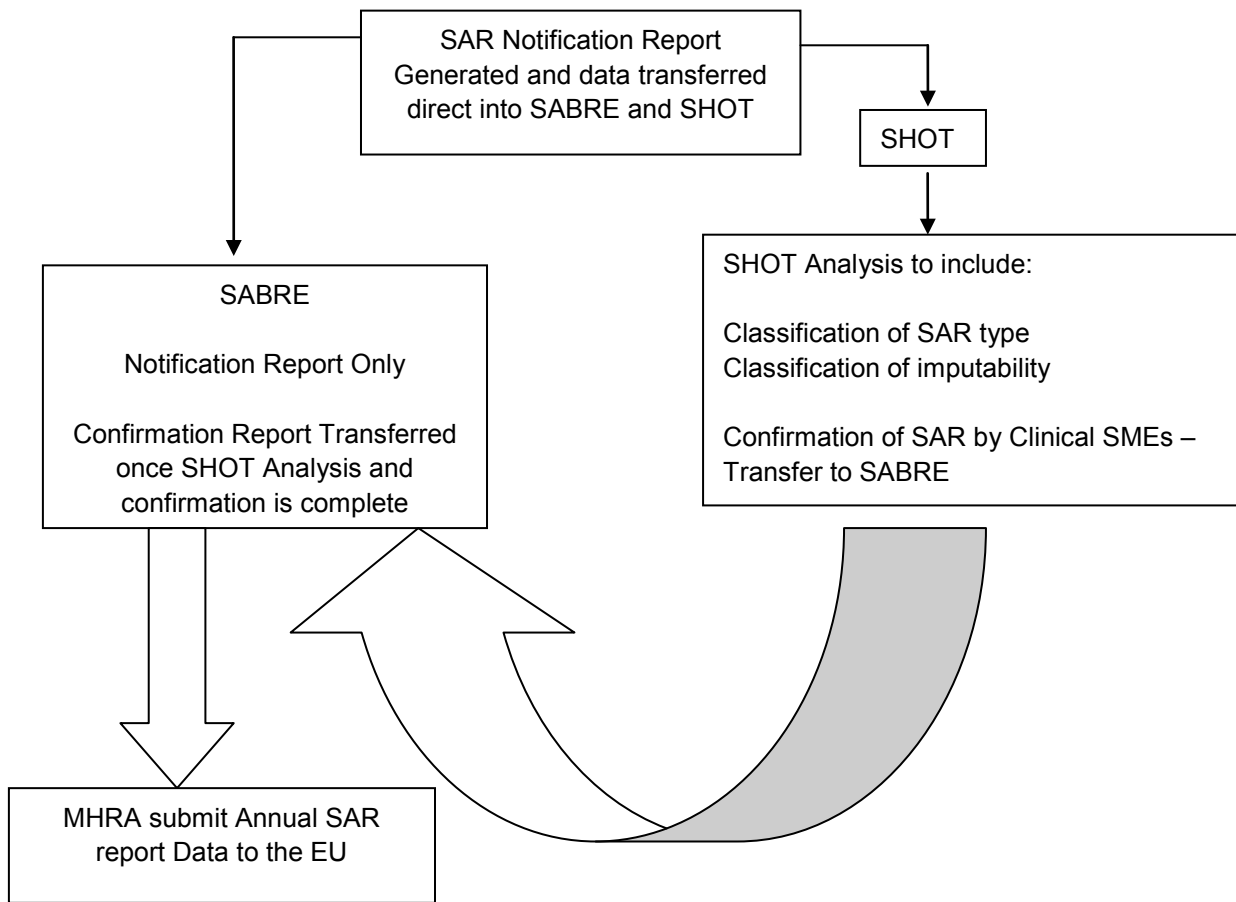 SAR Notification Report
Generated and data transferred
direct into SABRE and SHOT
SHOT
SABRE
Notification Report Only
Confirmation Report Transferred
once SHOT Analysis and
confirmation is complete
SHOT Analysis to include:
Classification of SAR type
Classification of imputability
Confirmation of SAR by Clinical SMEs –
Transfer to SABRE
MHRA submit Annual SAR
report Data to the EU